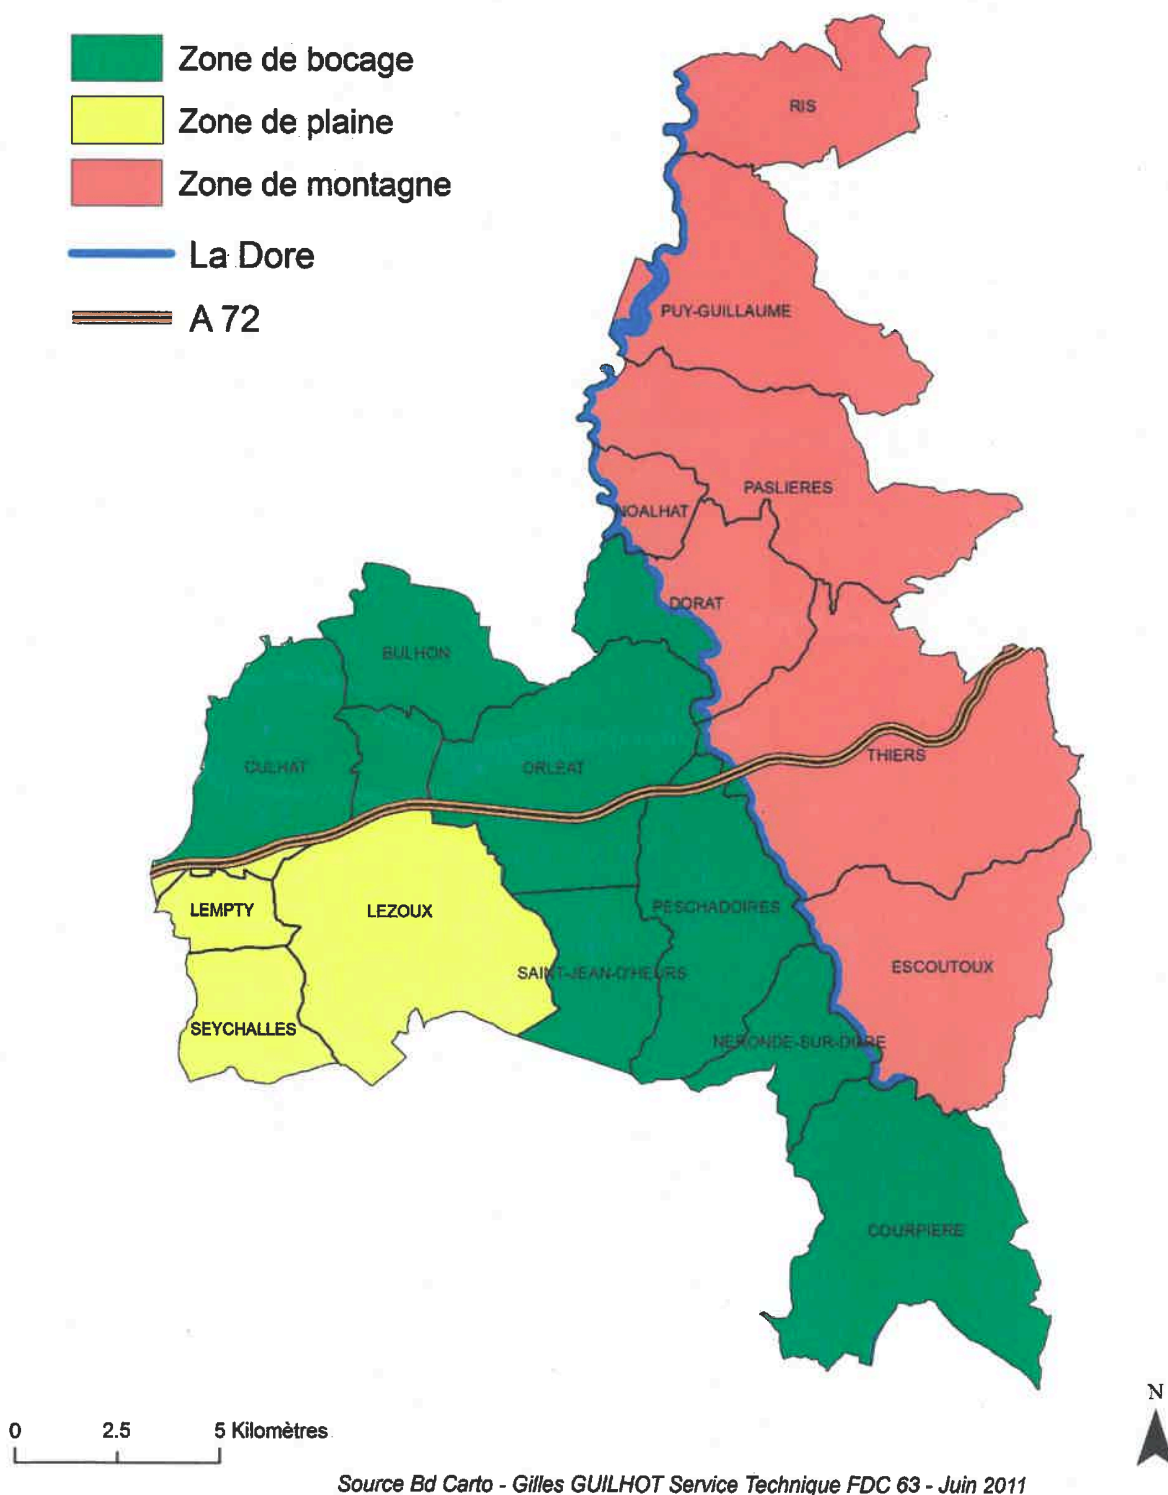 Zone de bocage
Zone de plaine
Zone de montagne
La Dore
A 72
RIS
PUY-GUILLAUME
PASLIERES
NOALHAT
DORAT
BULHON
CULHAT
ORLEAT
THIERS
LEMPTY
LEZOUX
PESCHADOIRES
SAINT-JEAN-D'HEURS
ESCOUTOUX
SEYCHALLES
NERONDE-SUR-DORE
COURPIERE
N
0 2.5 5 Kilomètres
Source Bd Carto - Gilles GUILHOT Service Technique FDC 63 - Juin 2011